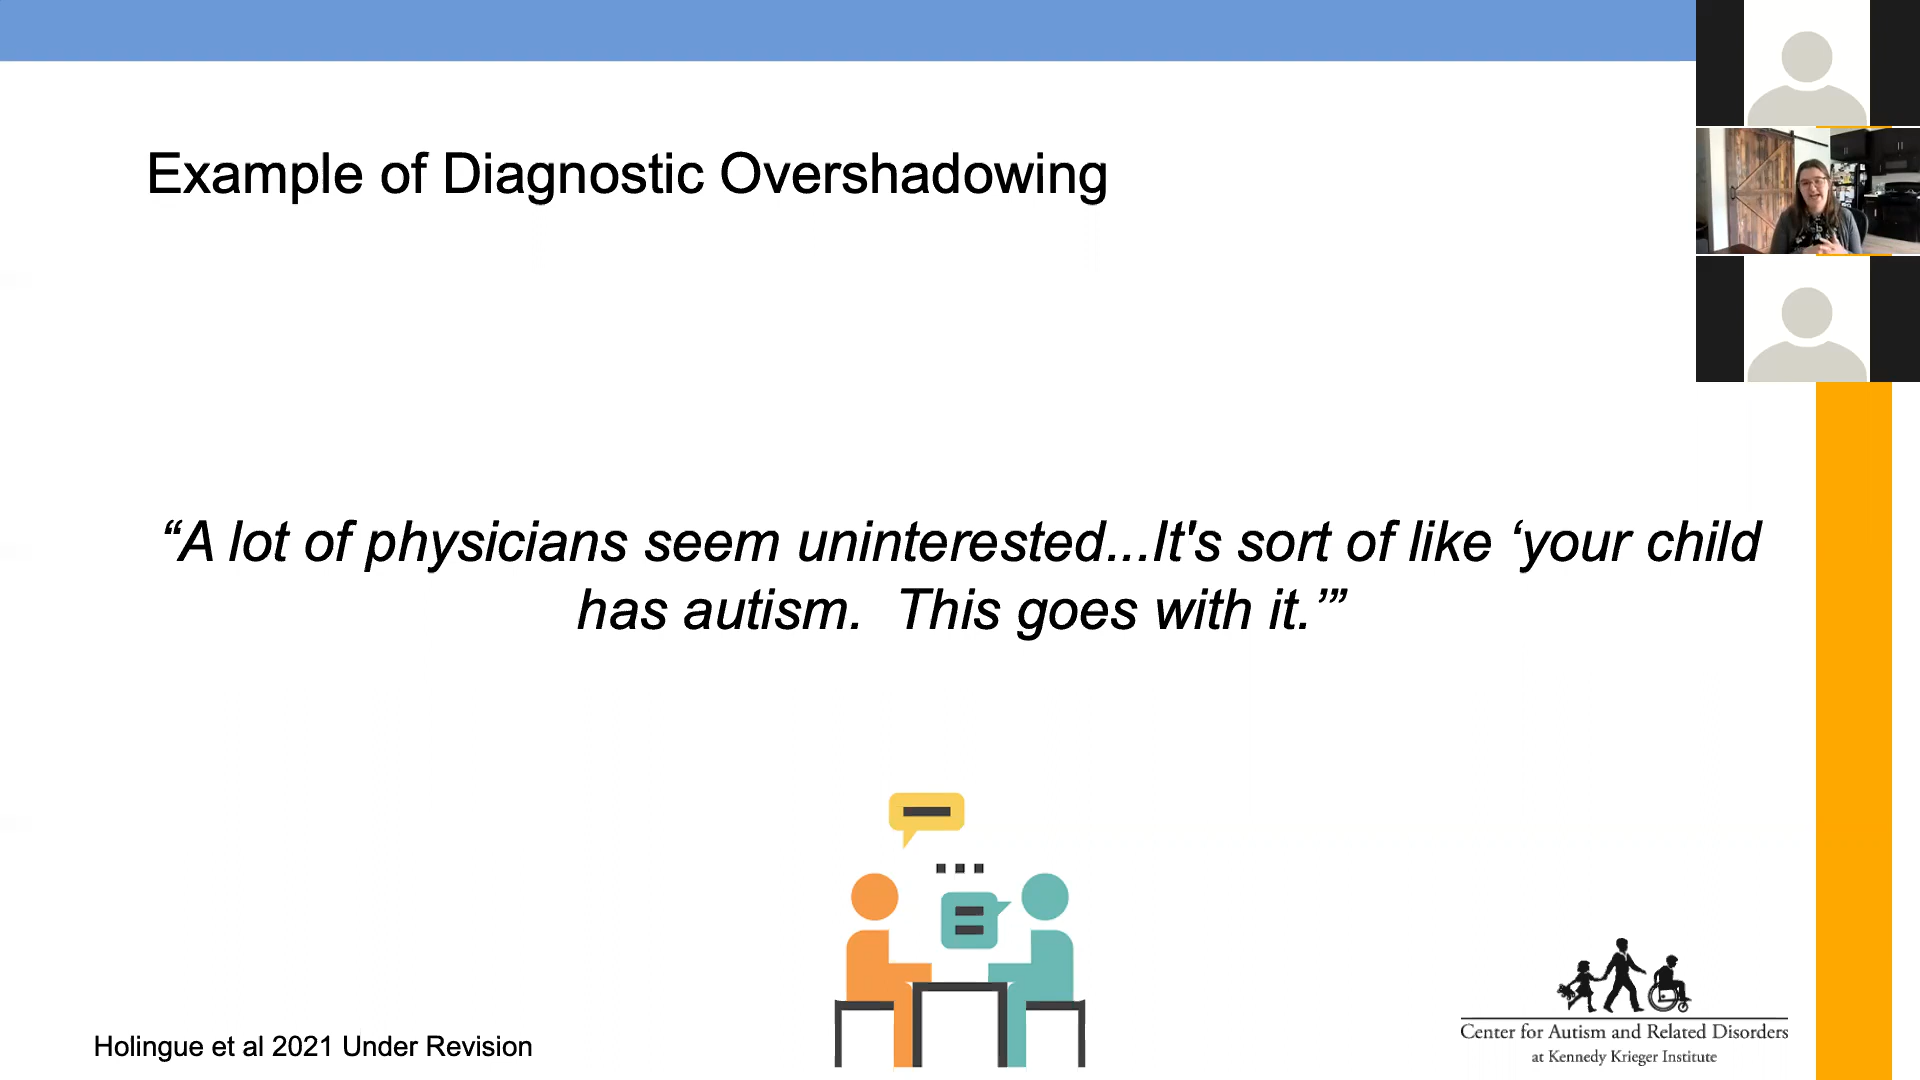 Example of Diagnostic Overshadowing
“A lot of physicians seem uninterested...It's sort of like ‘your child
has autism.  This goes with it.’”
Holingue et al 2021 Under Revision
Center for Autism and Related Disorders
at Kennedy Krieger Institute